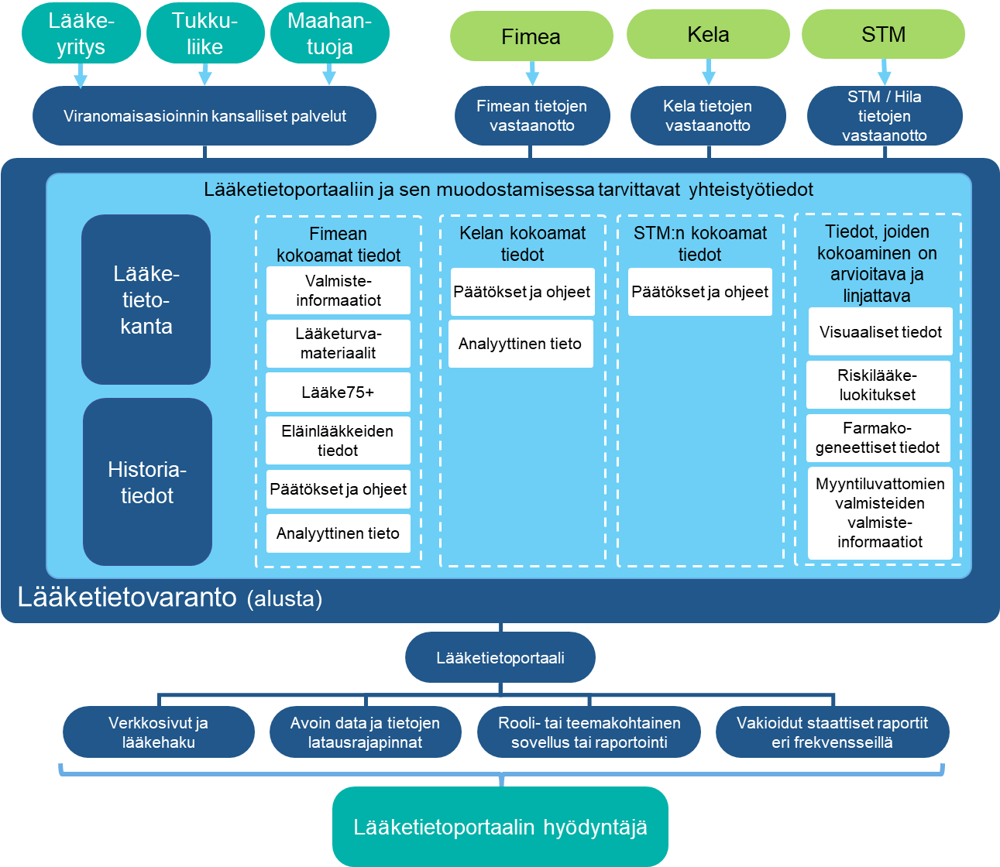 Lääke-
yritys
Tukku-
liike
Maahan-
tuoja
Fimea
Kela
STM
Viranomaisasioinnin kansalliset palvelut
Fimean tietojen
vastaanotto
Kela tietojen
vastaanotto
STM / Hila
tietojen
vastaanotto
Lääketietoportaaliin ja sen muodostamisessa tarvittavat yhteistyötiedot
Lääke-
tieto-
kanta
Historia-
tiedot
Fimean
kokoamat tiedot
Valmiste-
informaatiot
Lääketurva-
materiaalit
Lääke75+
Eläinlääkkeiden
tiedot
Päätökset ja ohjeet
Analyyttinen tieto
Kelan kokoamat
tiedot
Päätökset ja ohjeet
Analyyttinen tieto
STM:n kokoamat
tiedot
Päätökset ja ohjeet
Tiedot, joiden
kokoaminen on
arvioitava ja
linjattava
Visuaaliset tiedot
Riskilääke-
luokitukset
Farmako-
geneettiset tiedot
Myyntiluvattomien
valmisteiden
valmiste-
informaatiot
Lääketietovaranto (alusta)
Lääketietoportaali
Verkkosivut ja
lääkehaku
Avoin data ja tietojen
latausrajapinnat
Rooli- tai teemakohtainen
sovellus tai raportointi
Vakioidut staattiset raportit
eri frekvensseillä
Lääketietoportaalin hyödyntäjä